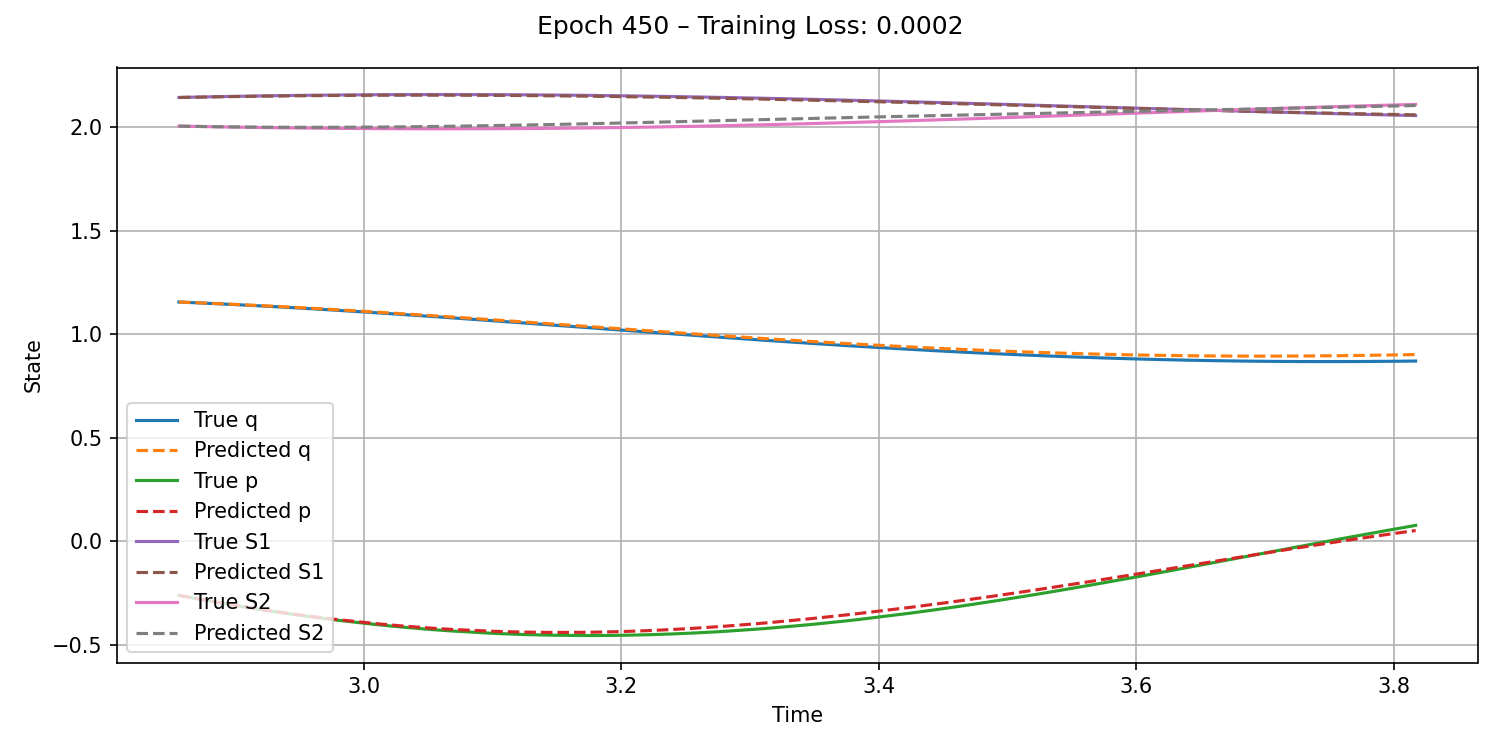 Epoch 450 – Training Loss: 0.0002
State
2.0
1.5
1.0
0.5
0.0
−0.5
True q
Predicted q
True p
Predicted p
True S1
Predicted S1
True S2
Predicted S2
3.0 3.2 3.4 3.6 3.8
Time